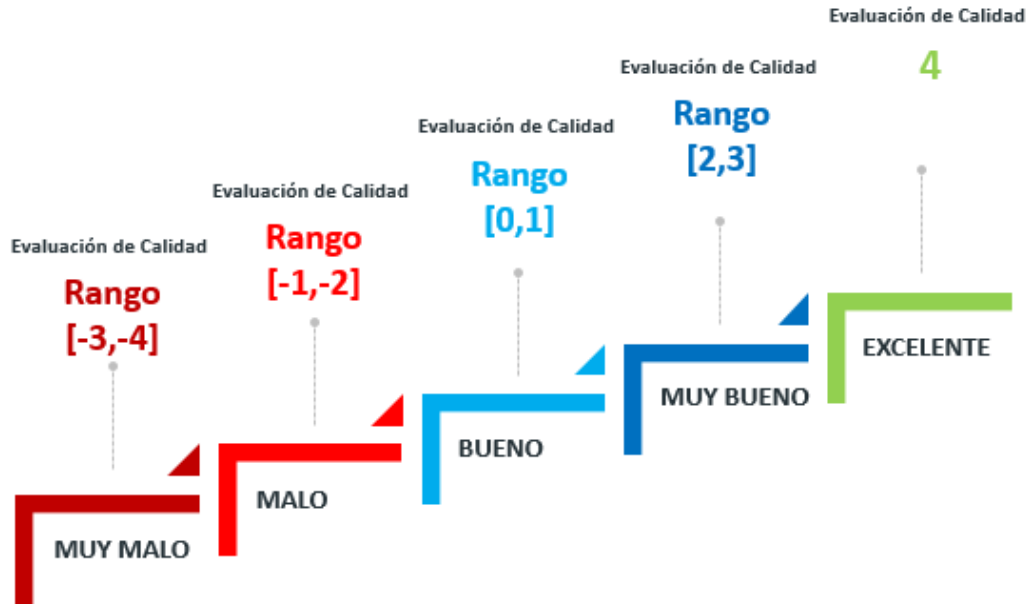 Evaluación de Calidad
Rango
[-3,-4]
MUY MALO
Evaluación de Calidad
Rango
[-1,-2]
MALO
Evaluación de Calidad
Rango
[0,1]
BUENO
Evaluación de Calidad
Rango
[2,3]
MUY BUENO
Evaluación de Calidad
4
EXCELENTE